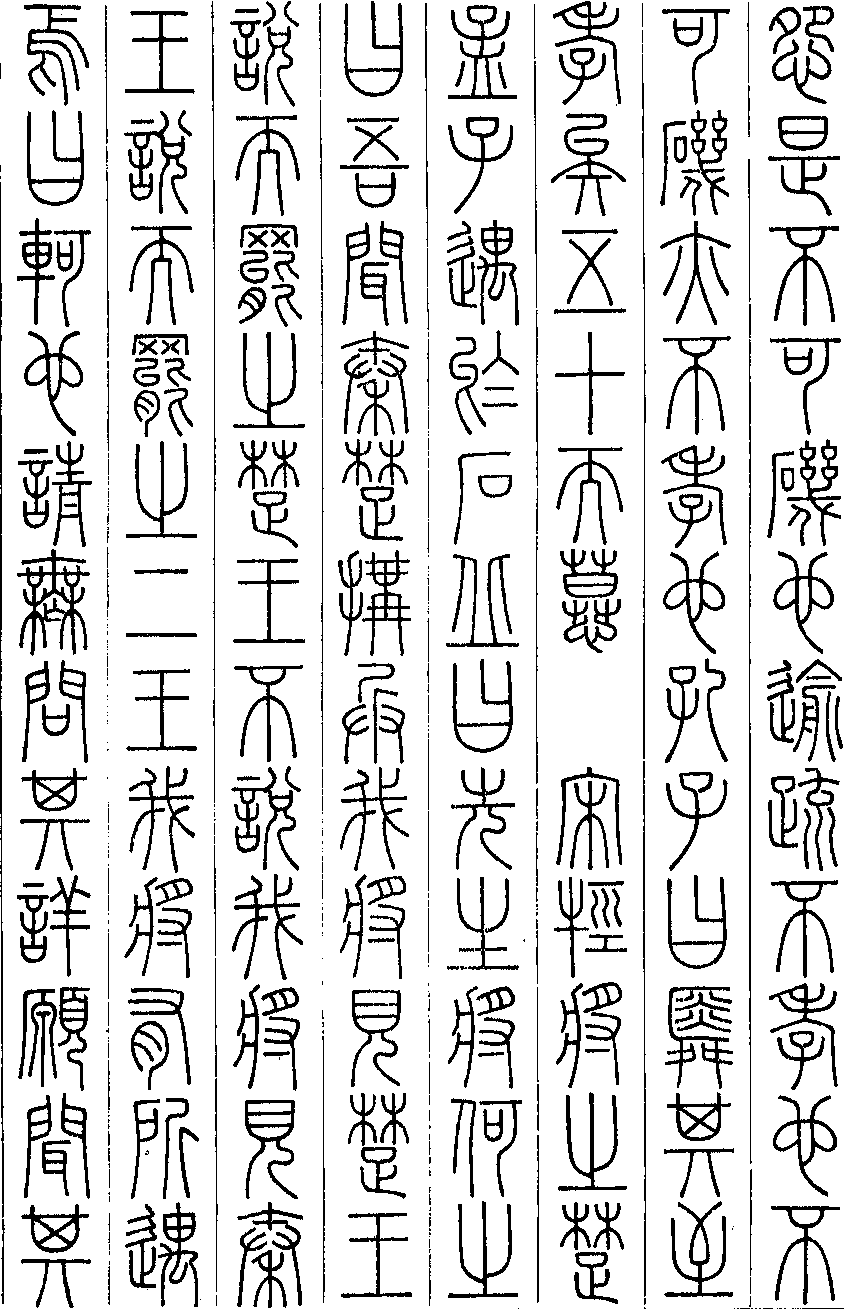 怨是不可磯也逾疏不孝也不
可磯亦不孝也孔子曰舜其至
孝矣五十而慕　宋牼將之楚
孟子遇於石丘曰先生將何之
曰吾聞秦楚搆兵我將見楚王
說而罷之楚王不說我將見秦
王說而罷之二王我將有所遇
焉曰軻也請無問其詳願聞其